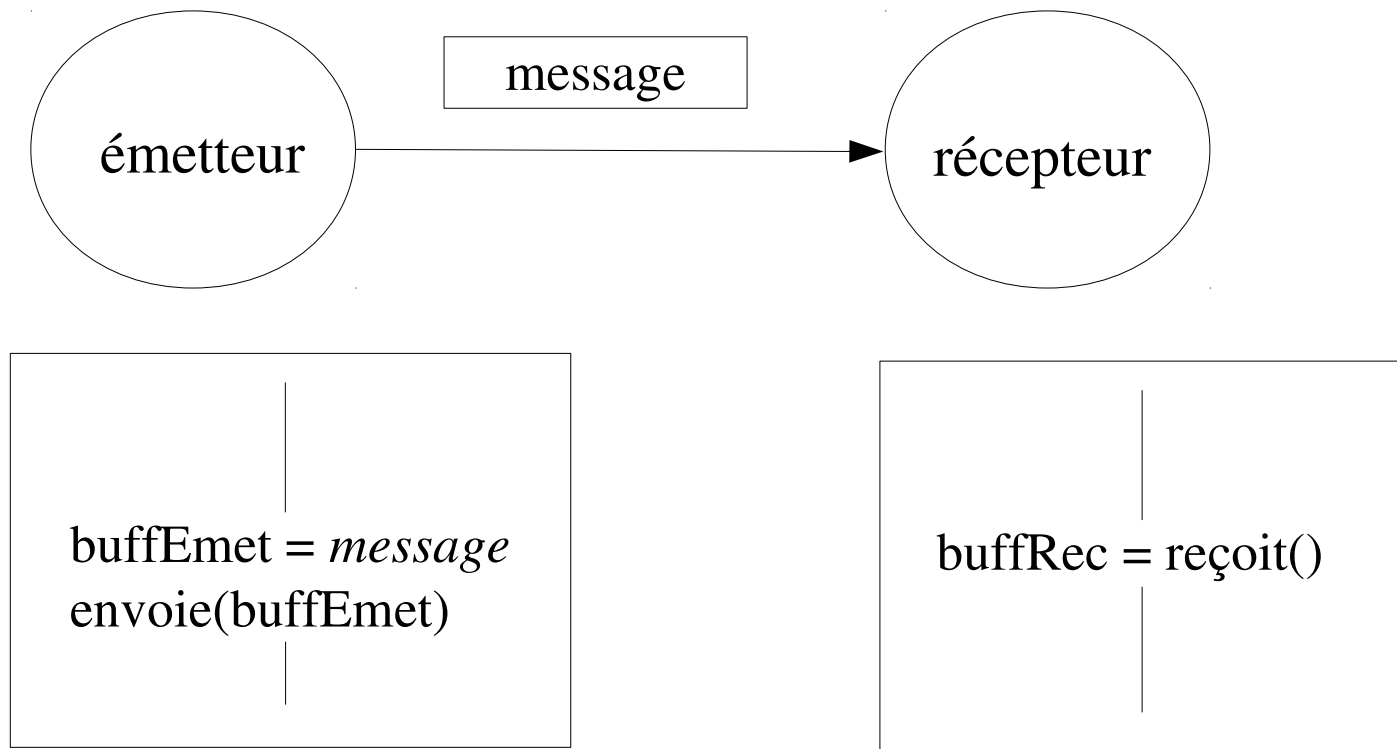 message
émetteur
récepteur
buffEmet = message
envoie(buffEmet)
buffRec = reçoit()